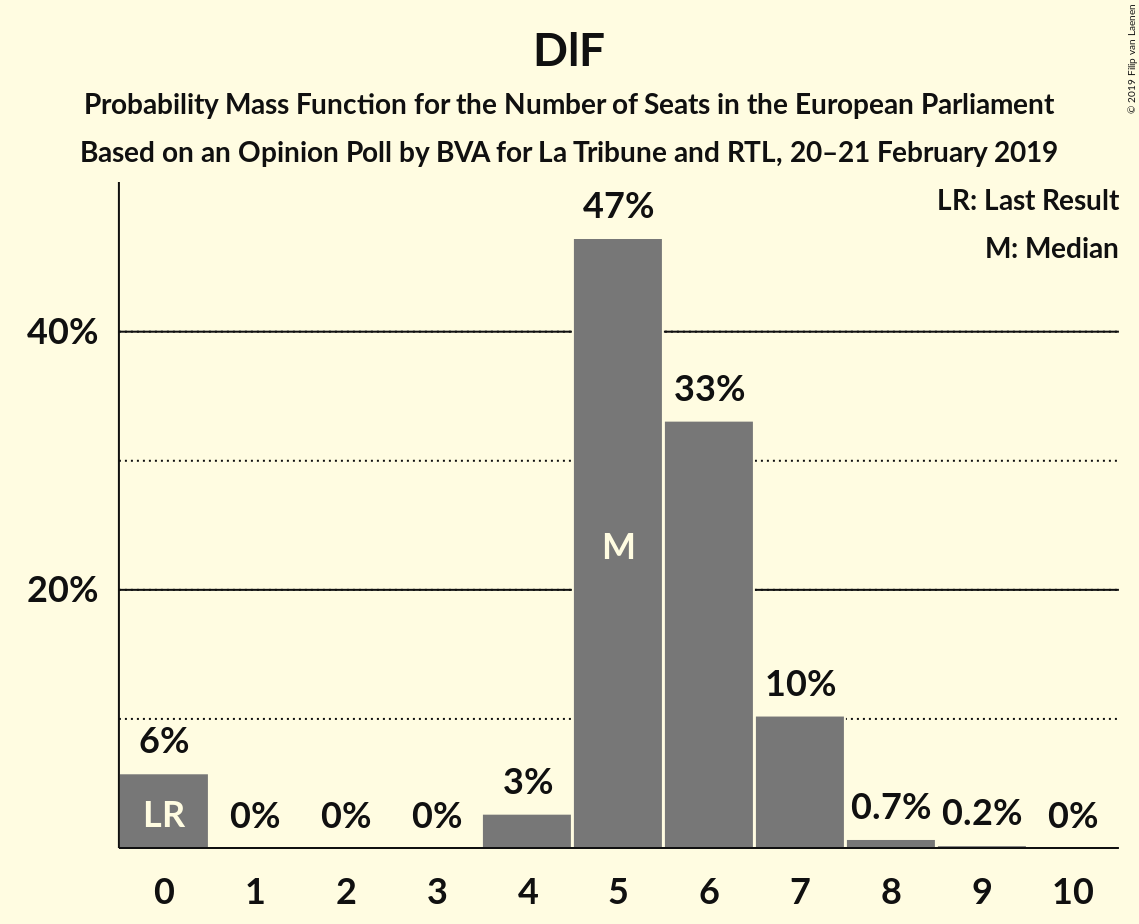 DlF
Probability Mass Function for the Number of Seats in the European Parliament
Based on an Opinion Poll by BVA for La Tribune and RTL, 20–21 February 2019
© 2019 Filip van Laenen
LR: Last Result
M: Median
47%
40%
33%
M
20%
10%
6%
3%
LR
0%
0%
0%
0.7%
0.2%
0%
0 1 2 3 4 5 6 7 8 9 10